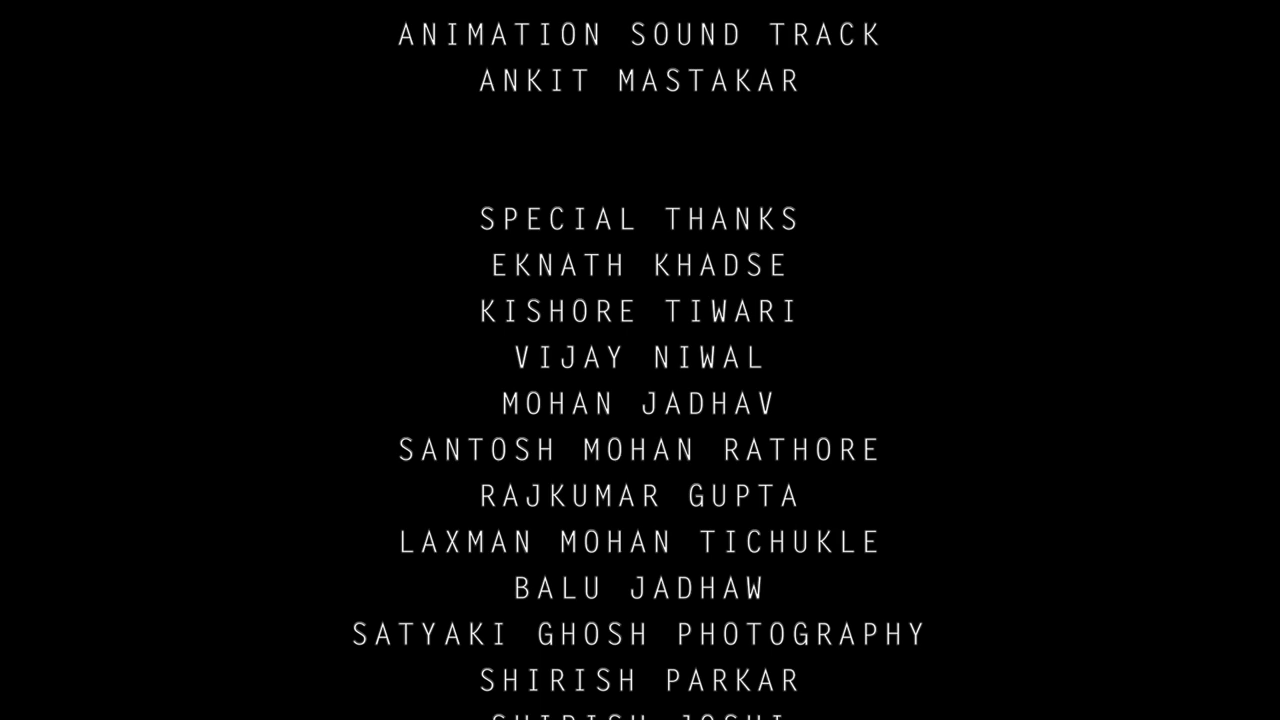 ANIMATION SOUND TRACK
ANKIT MASTAKAR
SPECIAL THANKS
EKNATH KHADSE
KISHORE TIWARI
VIJAY NIWAL
MOHAN JADHAV
SANTOSH MOHAN RATHORE
RAJKUMAR GUPTA
LAXMAN MOHAN TICHUKLE
BALU JADHAW
SATYAKI GHOSH PHOTOGRAPHY
SHIRISH PARKAR